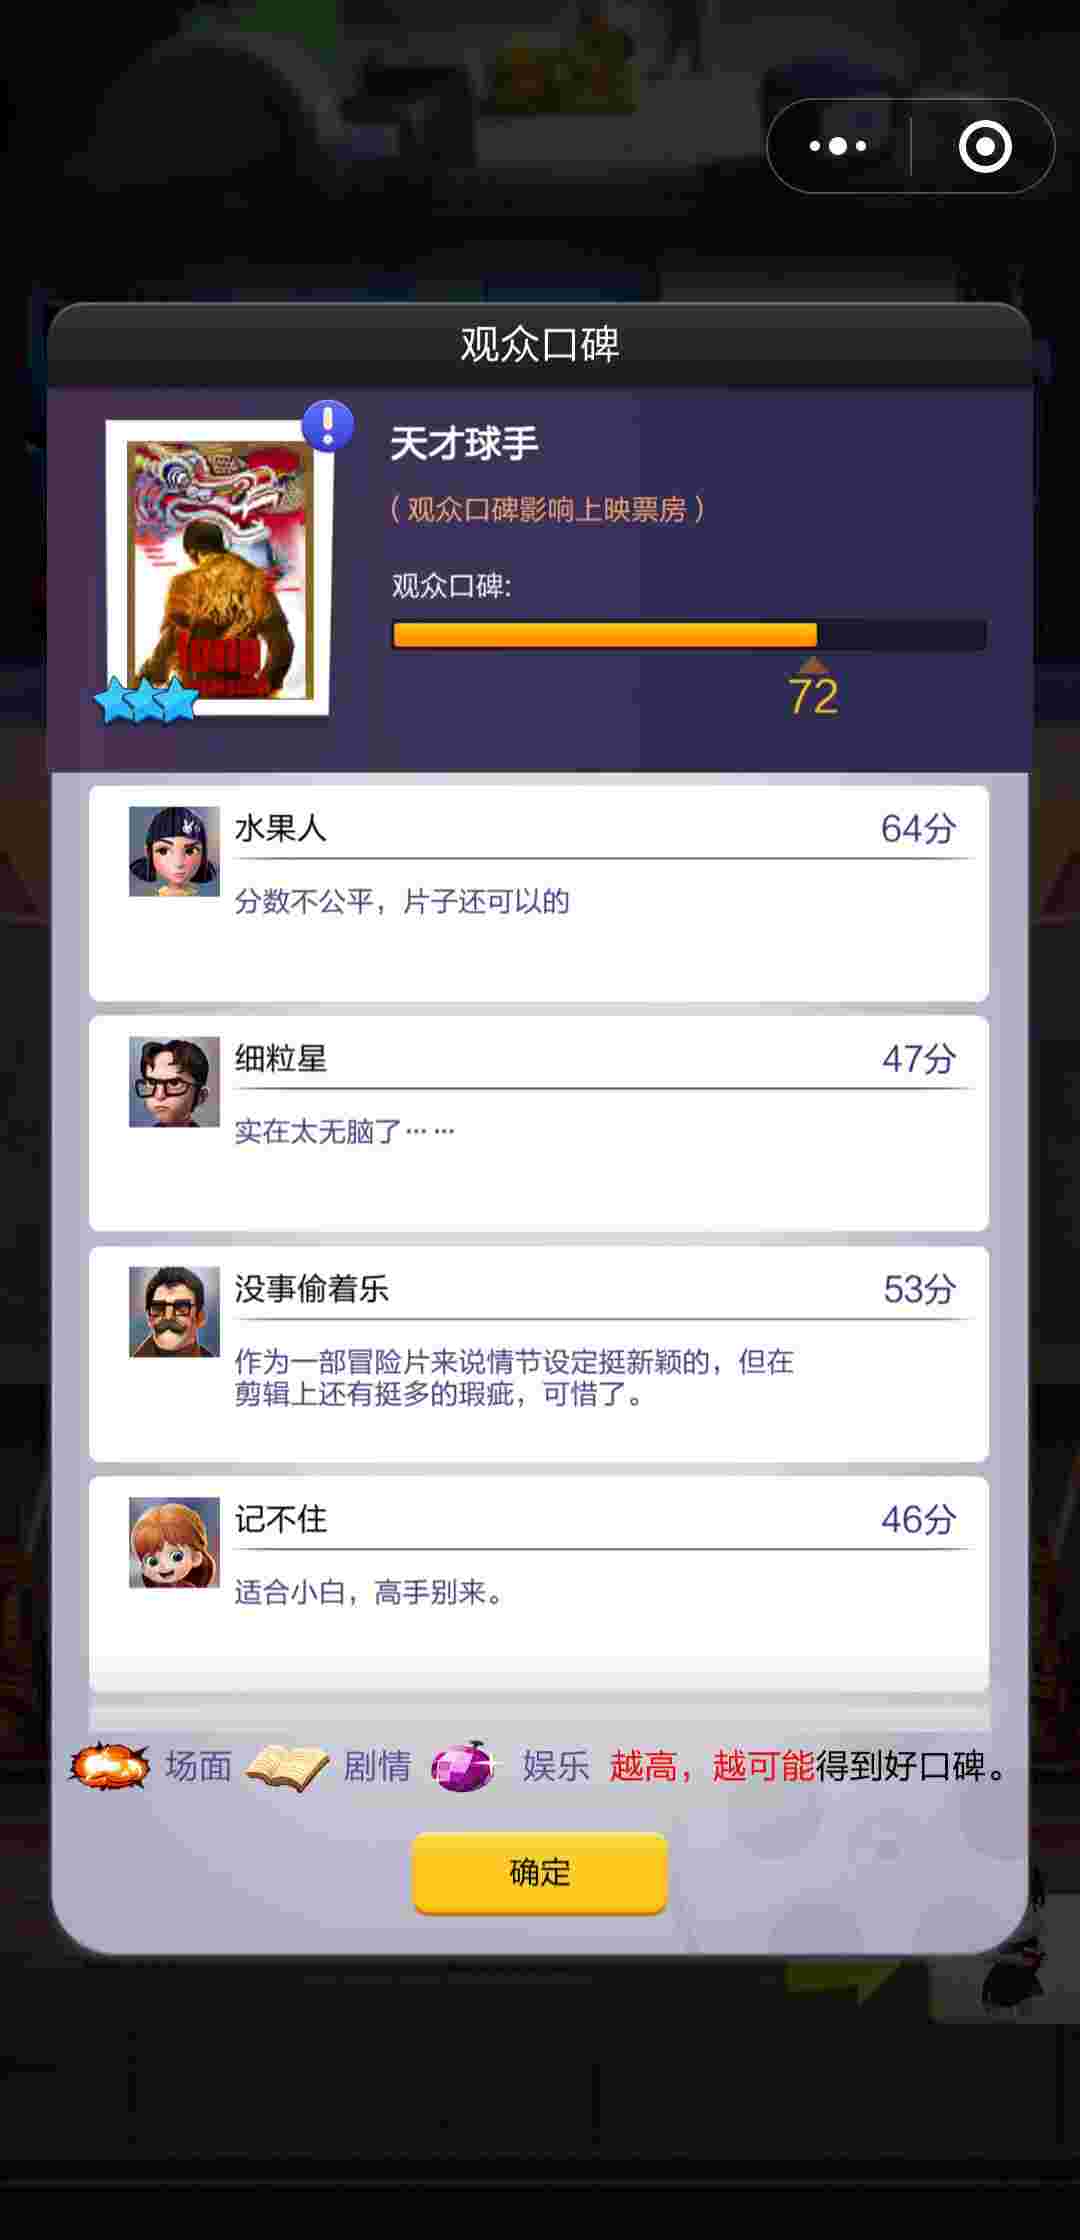 观众口碑
天才球手
（观众口碑影响上映票房）
观众口碑:
72
水果人 64分
分数不公平，片子还可以的
细粒星 47分
实在太无脑了… …
没事偷着乐 53分
作为一部冒险片来说情节设定挺新颖的，但在
剪辑上还有挺多的瑕疵，可惜了。
记不住 46分
适合小白，高手别来。
场面 剧情 娱乐 越高，越可能得到好口碑。
确定